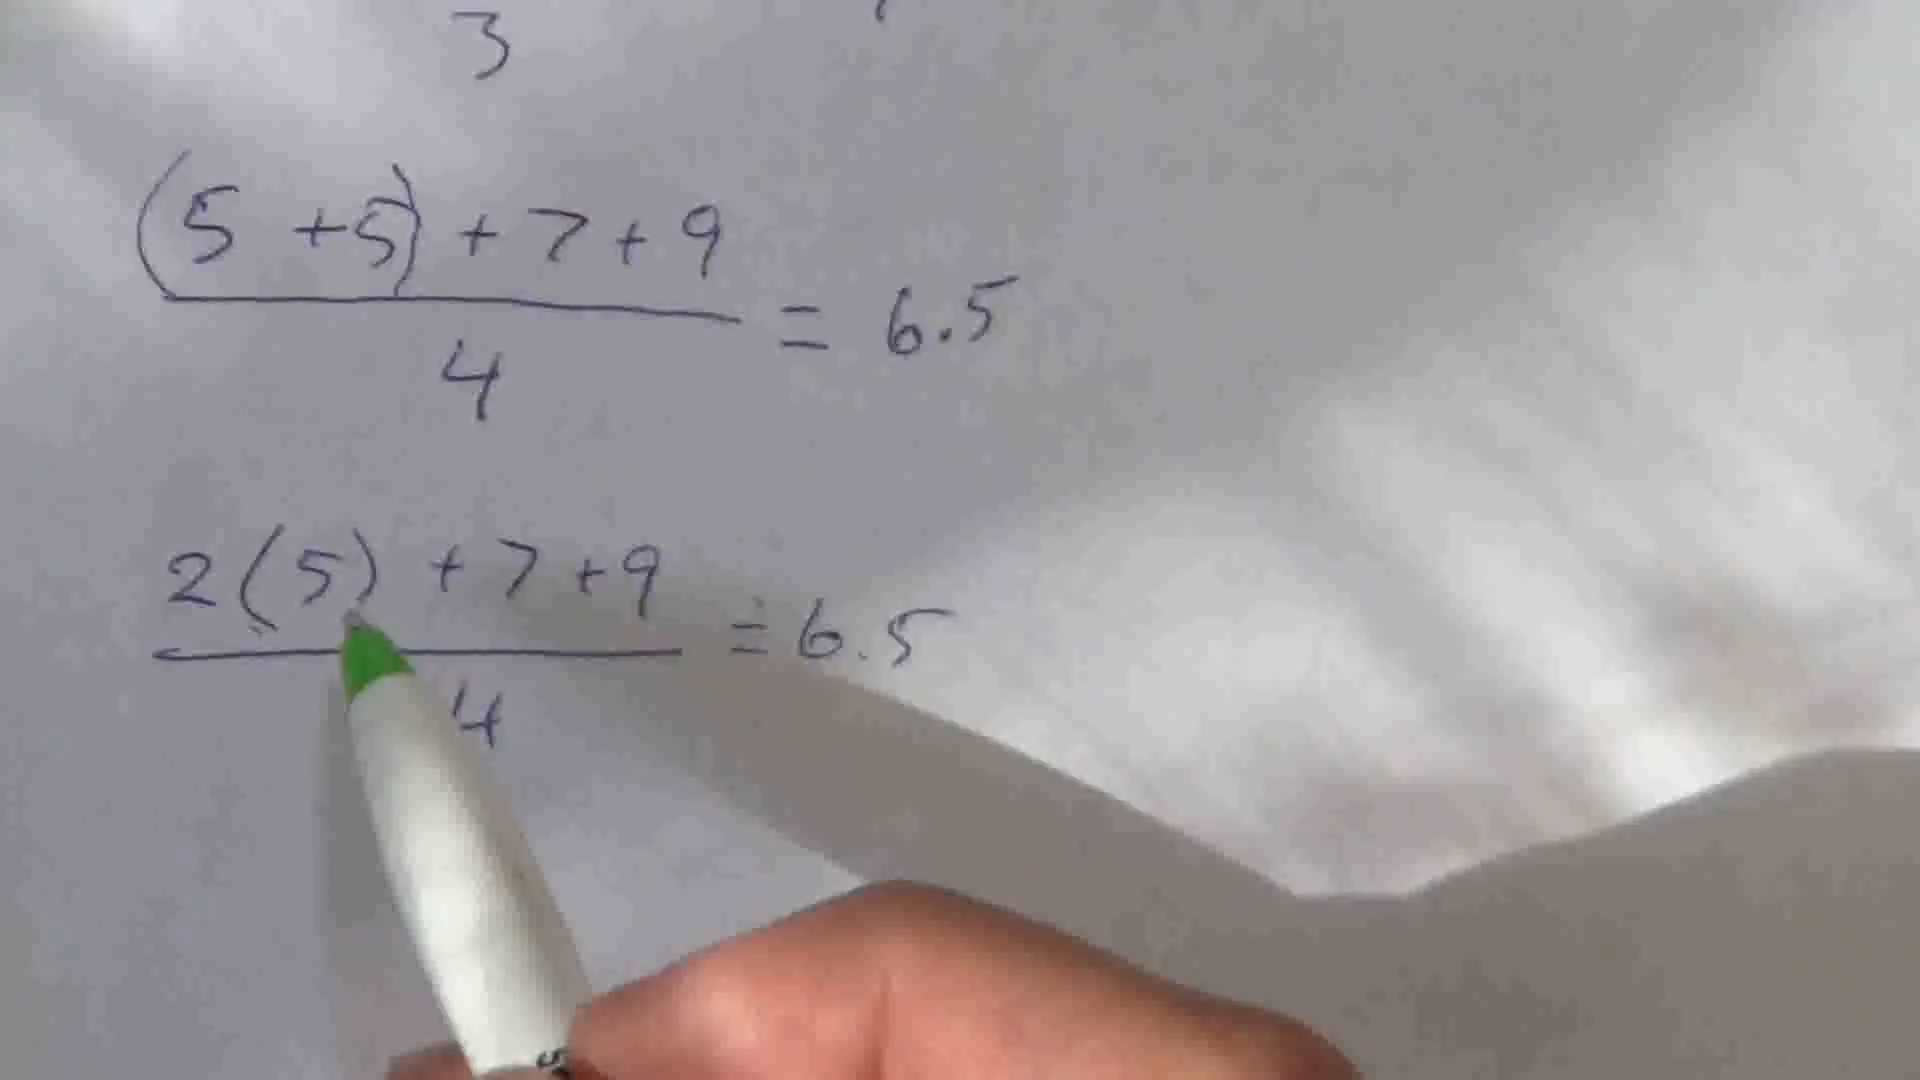 3
(5 + 5) + 7 + 9
= 6.5
4
2 (5) + 7 + 9
= 6.5
4